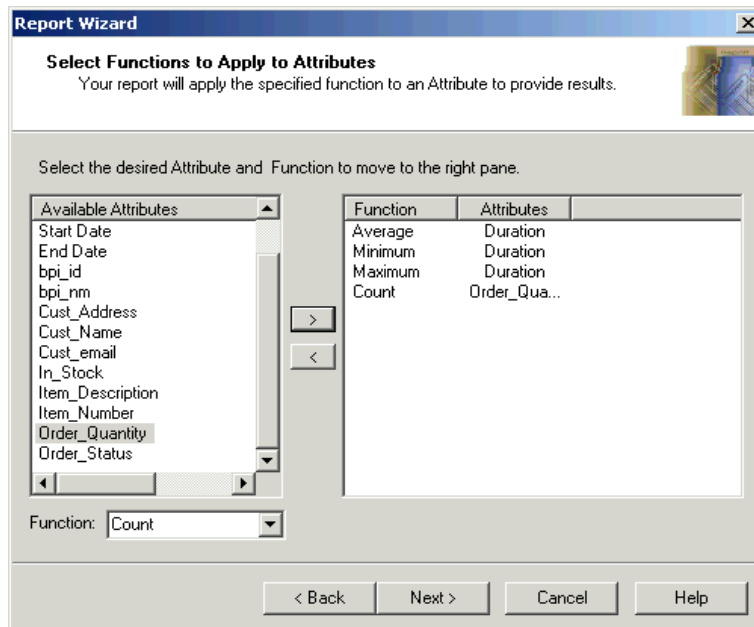 Report Wizard
Select Functions to Apply to Attributes
Your report will apply the specified function to an Attribute to provide results.
Select the desired Attribute and Function to move to the right pane.
Available Attributes
Start Date
End Date
bpi_id
bpi_nm
Cust_Address
Cust_Name
Cust_email
In_Stock
Item_Description
Item_Number
Order_Quantity
Order_Status
>
<
Function Attributes
Average Duration
Minimum Duration
Maximum Duration
Count Order_Qua...
Function: Count
< Back Next > Cancel Help